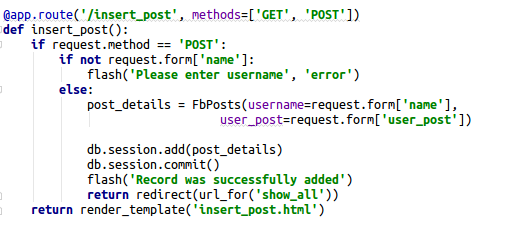 @app.route('/insert_post', methods=['GET', 'POST'])
def insert_post():
    if request.method == 'POST':
        if not request.form['name']:
            flash('Please enter username', 'error')
        else:
            post_details = FbPosts(username=request.form['name'],
                                   user_post=request.form['user_post'])

            db.session.add(post_details)
            db.session.commit()
            flash('Record was successfully added')
            return redirect(url_for('show_all'))
    return render_template('insert_post.html')